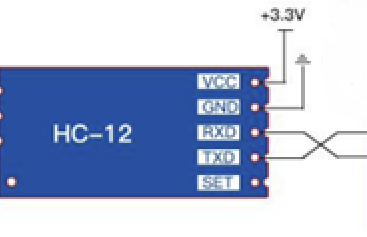 +3.3V
VCC
GND
HC-12
RXD
TXD
SET